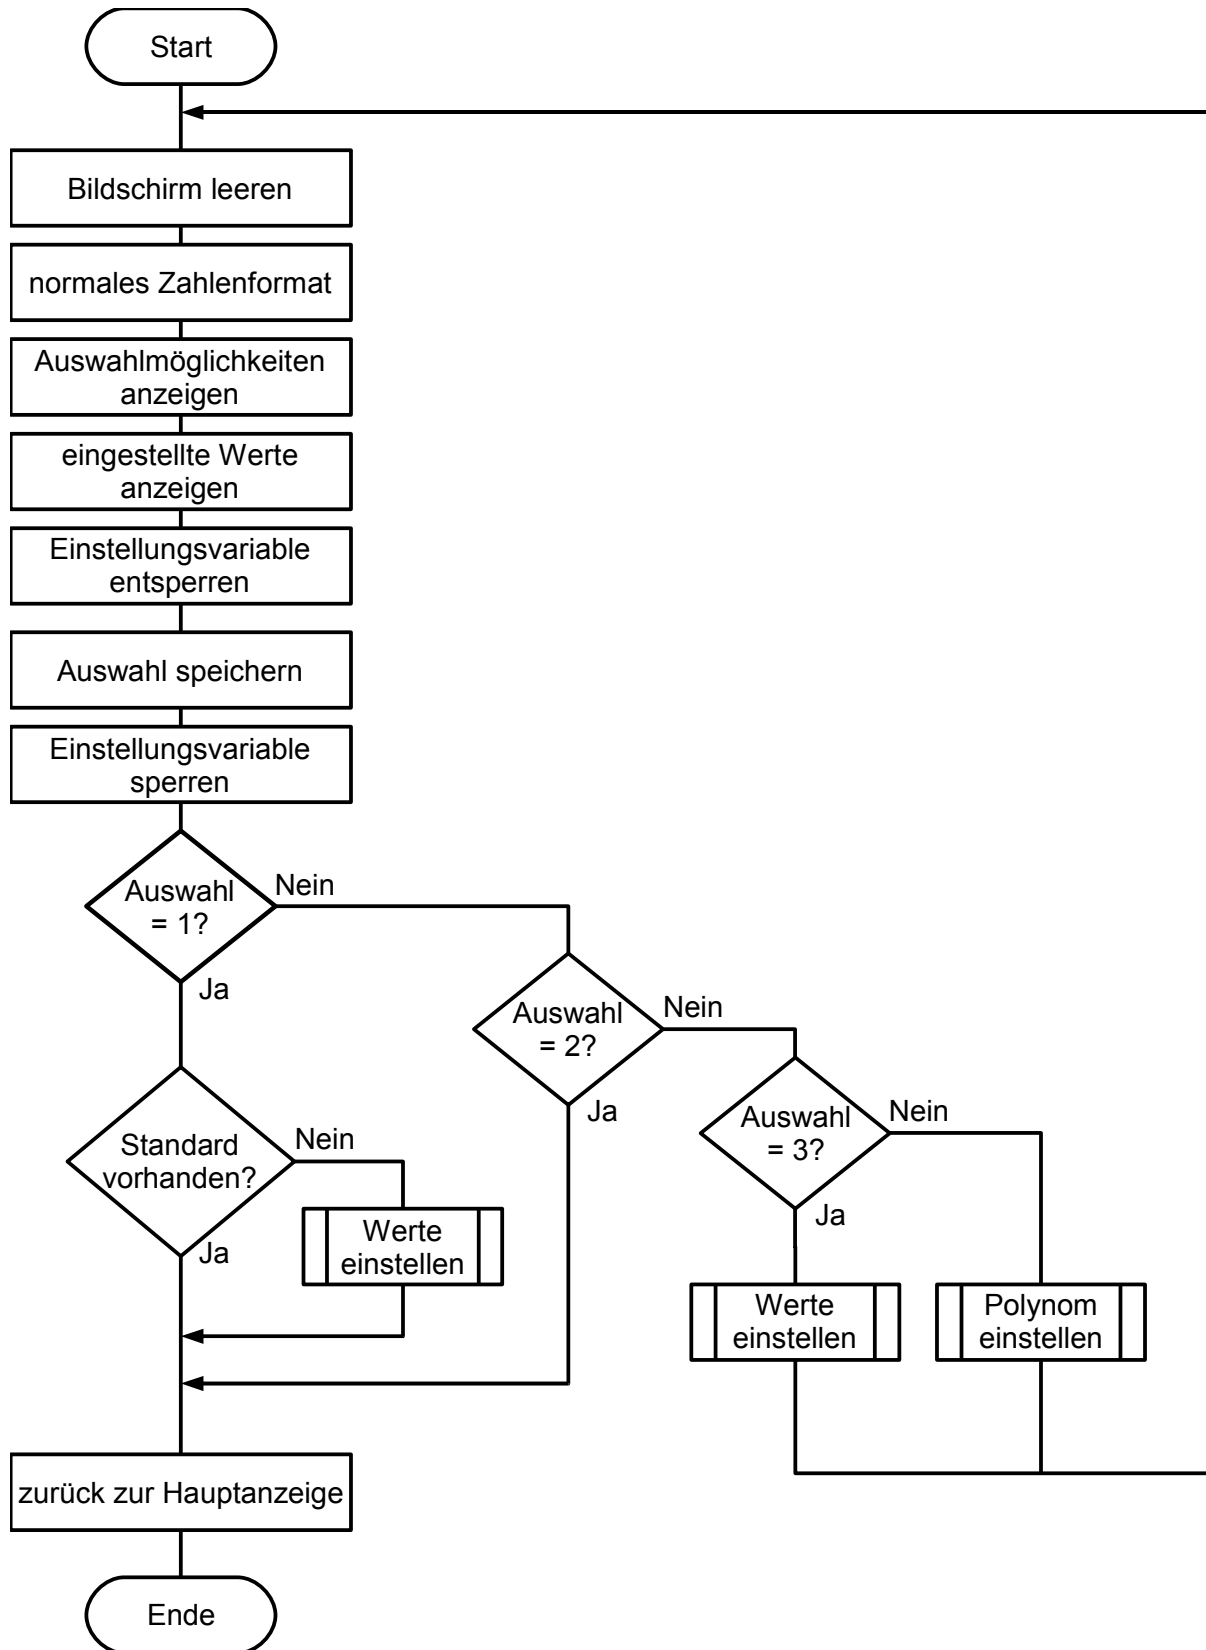 Start
Bildschirm leeren
normales Zahlenformat
Auswahlmöglichkeiten
anzeigen
eingestellte Werte
anzeigen
Einstellungsvariable
entsperren
Auswahl speichern
Einstellungsvariable
sperren
Auswahl
= 1?
Nein
Ja
Auswahl
= 2?
Nein
Ja
Auswahl
= 3?
Nein
Ja
Standard
vorhanden?
Nein
Ja
Werte
einstellen
Werte
einstellen
Polynom
einstellen
zurück zur Hauptanzeige
Ende